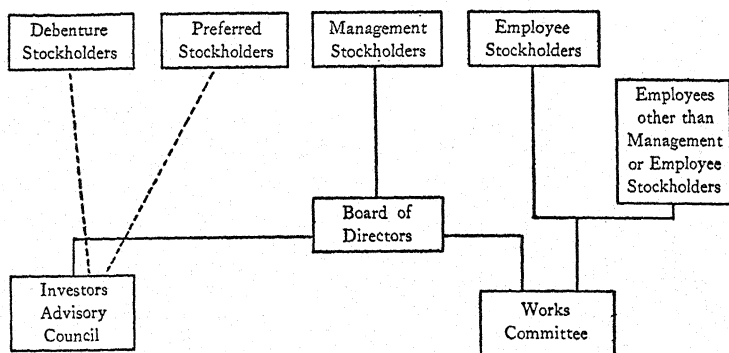 Debenture
Stockholders
Preferred
Stockholders
Management
Stockholders
Employee
Stockholders
Employees
other than
Management
or Employee
Stockholders
Board of
Directors
Investors
Advisory
Council
Works
Committee